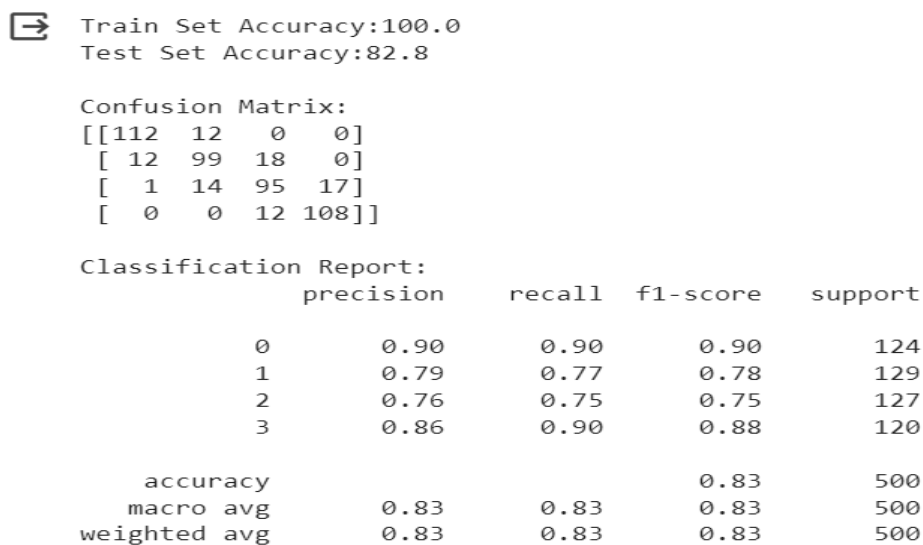 Train Set Accuracy:100.0
Test Set Accuracy:82.8
Confusion Matrix:
[[112 12 0 0]
[ 12 99 18 0]
[ 1 14 95 17]
[ 0 0 12 108]]
Classification Report:
precision recall f1-score support
0 0.90 0.90 0.90 124
1 0.79 0.77 0.78 129
2 0.76 0.75 0.75 127
3 0.86 0.90 0.88 120
accuracy 0.83 500
macro avg 0.83 0.83 0.83 500
weighted avg 0.83 0.83 0.83 500